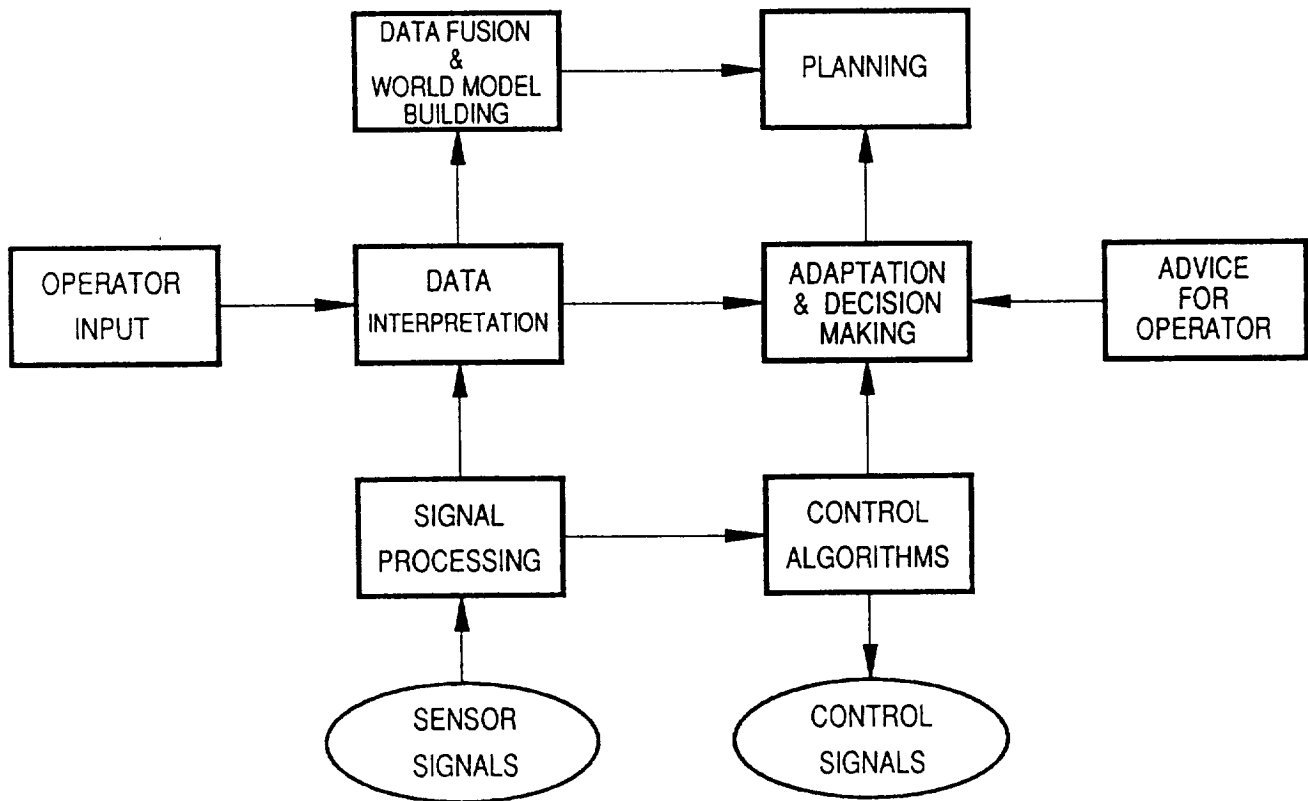 DATA FUSION
&
WORLD MODEL
BUILDING
PLANNING
OPERATOR
INPUT
DATA
INTERPRETATION
ADAPTATION
& DECISION
MAKING
ADVICE
FOR
OPERATOR
SIGNAL
PROCESSING
CONTROL
ALGORITHMS
SENSOR
SIGNALS
CONTROL
SIGNALS